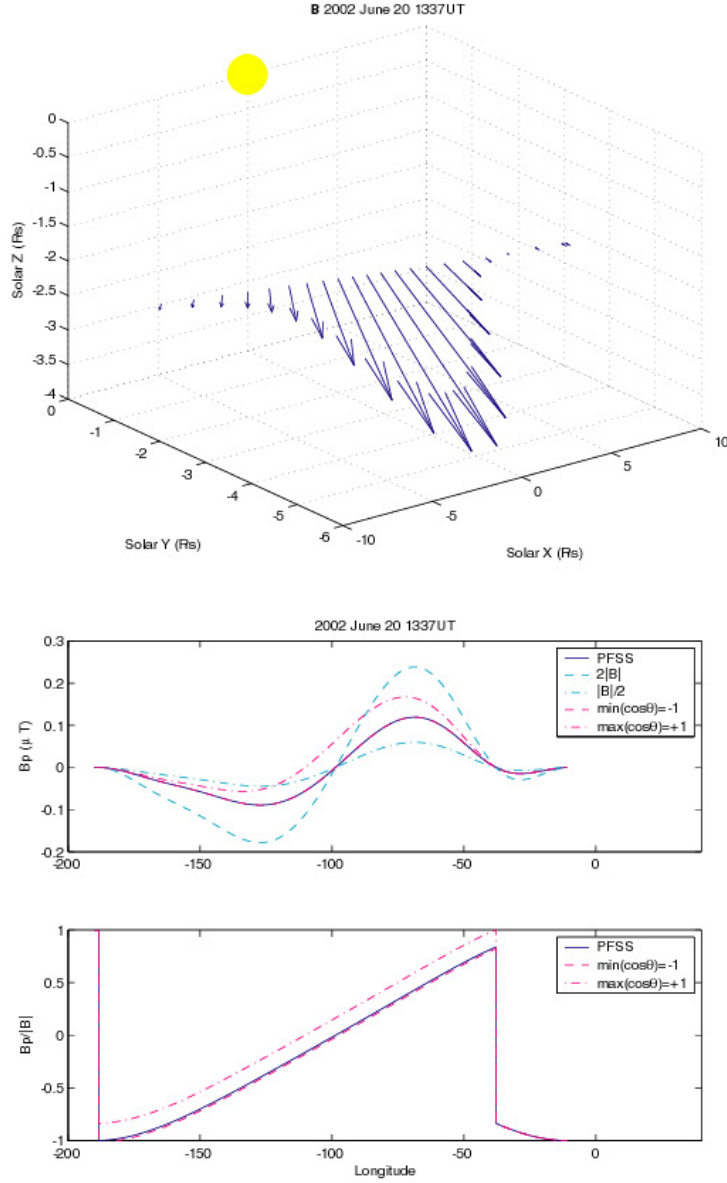 B 2002 June 20 1337UT
0
-0.5
-1
-1.5
-2
-2.5
-3
-3.5
-4
Solar Z (Rs)
0
-1
-2
-3
-4
-5
-6
Solar Y (Rs)
-10
-5
0
5
10
Solar X (Rs)
2002 June 20 1337UT
0.3
0.2
0.1
0
-0.1
-0.2
Bp (μ T)
PFSS
2|B|
|B|/2
min(cosθ)=-1
max(cosθ)=+1
-200
-150
-100
-50
0
1
0.5
0
-0.5
-1
Bp/|B|
PFSS
min(cosθ)=-1
max(cosθ)=+1
-200
-150
-100
-50
0
Longitude